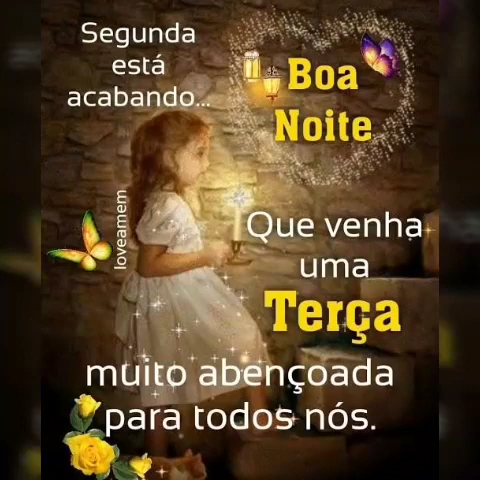 Segunda
está
acabando...
Boa
Noite
loveamem
Que venha
uma
Terça
muito abençoada
para todos nós.